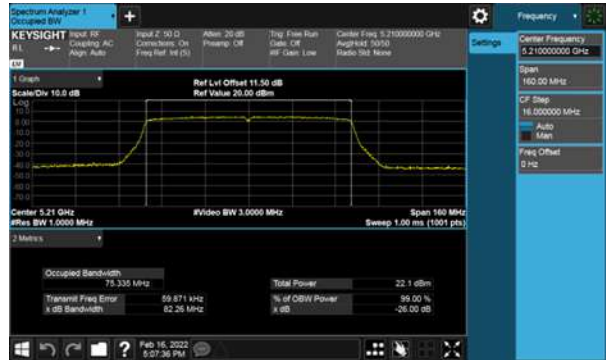 Spectrum Analyzer 1
Occupied BW
Frequency
KEYSIGHT
Input: RF
Coupling: AC
Align: Auto
Input Z: 50 Ω
Corrections: On
Freq Ref: Int (S)
Atten: 20 dB
Preamp: Off
Trig: Free Run
Gate: Off
#IF Gain: Low
Center Freq: 5.210000000 GHz
Avg|Hold: 50/50
Radio Std: None
Settings
Center Frequency
5.210000000 GHz
Span
160.00 MHz
CF Step
16.000000 MHz
Auto
Man
Freq Offset
0 Hz
1 Graph
Scale/Div 10.0 dB
Ref Lvl Offset 11.50 dB
Ref Value 20.00 dBm
Log
Center 5.21 GHz
#Res BW 1.0000 MHz
#Video BW 3.0000 MHz
Span 160 MHz
Sweep 1.00 ms (1001 pts)
2 Metrics
Occupied Bandwidth
75.335 MHz
Total Power
22.1 dBm
Transmit Freq Error
59.871 kHz
% of OBW Power
99.00 %
x dB Bandwidth
82.26 MHz
x dB
-26.00 dB
Feb 16, 2022
5:07:36 PM